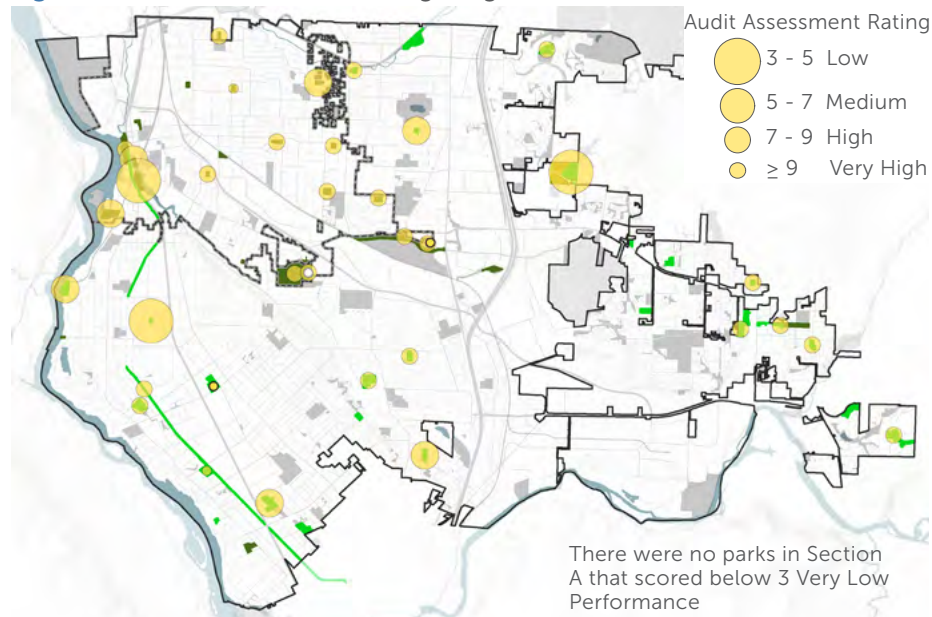 Audit Assessment Rating
3 - 5 Low
5 - 7 Medium
7 - 9 High
≥ 9 Very High
There were no parks in Section
A that scored below 3 Very Low
Performance